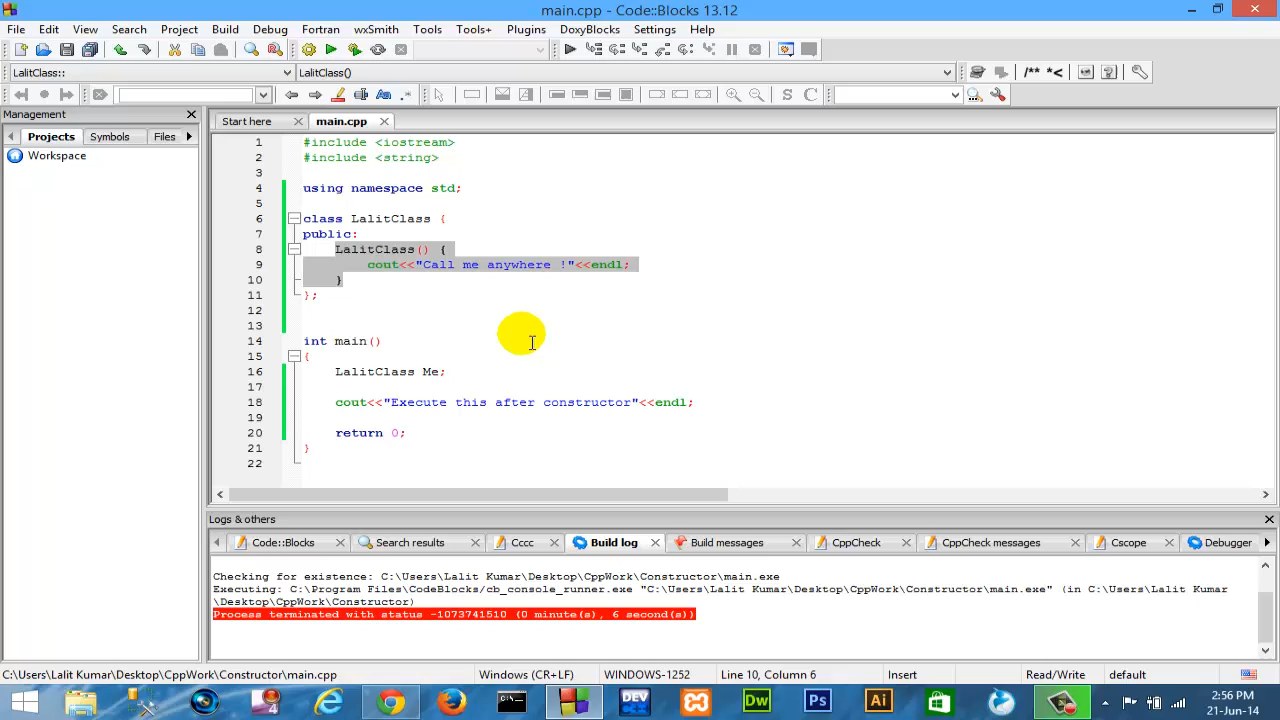 main.cpp - Code::Blocks 13.12
File Edit View Search Project Build Debug Fortran wxSmith Tools Tools+ Plugins DoxyBlocks Settings Help
LalitClass:: LalitClass() /** *<
Management
Projects Symbols Files
Workspace
Start here main.cpp
1 #include <iostream>
2 #include <string>
3
4 using namespace std;
5
6 class LalitClass {
7 public:
8 LalitClass() {
9 cout<<"Call me anywhere !"<<endl;
10 }
11 };
12
13
14 int main()
15 {
16 LalitClass Me;
17
18 cout<<"Execute this after constructor"<<endl;
19
20 return 0;
21 }
22
Logs & others
Code::Blocks Search results Cccc Build log Build messages CppCheck CppCheck messages Cscope Debugger
Checking for existence: C:\Users\Lalit Kumar\Desktop\CppWork\Constructor\main.exe
Executing: C:\Program Files\CodeBlocks/cb_console_runner.exe "C:\Users\Lalit Kumar\Desktop\CppWork\Constructor\main.exe" (in C:\Users\Lalit Kumar
\Desktop\CppWork\Constructor)
Process terminated with status -1073741510 (0 minute(s), 6 second(s))
C:\Users\Lalit Kumar\Desktop\CppWork\Constructor\main.cpp Windows (CR+LF) WINDOWS-1252 Line 10, Column 6 Insert Read/Write default
DEV Dw Ps Ai
2:56 PM
21-Jun-14